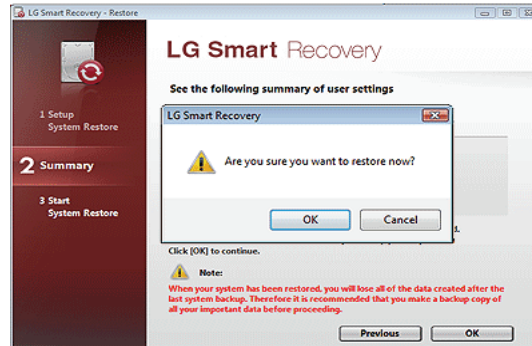 LG Smart Recovery - Restore
LG Smart Recovery
See the following summary of user settings
1 Setup
System Restore
2 Summary
3 Start
System Restore
LG Smart Recovery
Are you sure you want to restore now?
OK
Cancel
d.
Click [OK] to continue.
Note:
When your system has been restored, you will lose all of the data created after the
last system backup. Therefore it is recommended that you make a backup copy of
all your important data before proceeding.
Previous
OK